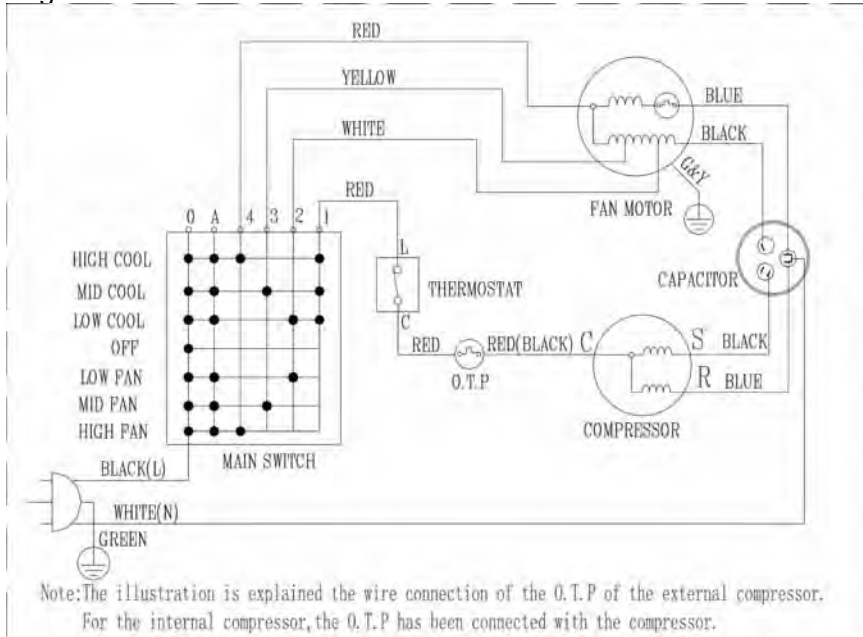 RED
YELLOW
WHITE
RED
BLUE
BLACK
G&Y
FAN MOTOR
0 A 4 3 2 1
HIGH COOL
MID COOL
LOW COOL
OFF
LOW FAN
MID FAN
HIGH FAN
MAIN SWITCH
L
THERMOSTAT
C
RED
O.T.P
RED(BLACK)
C
S
BLACK
R
BLUE
COMPRESSOR
CAPACITOR
BLACK(L)
WHITE(N)
GREEN
Note:The illustration is explained the wire connection of the O.T.P of the external compressor.
For the internal compressor,the O.T.P has been connected with the compressor.